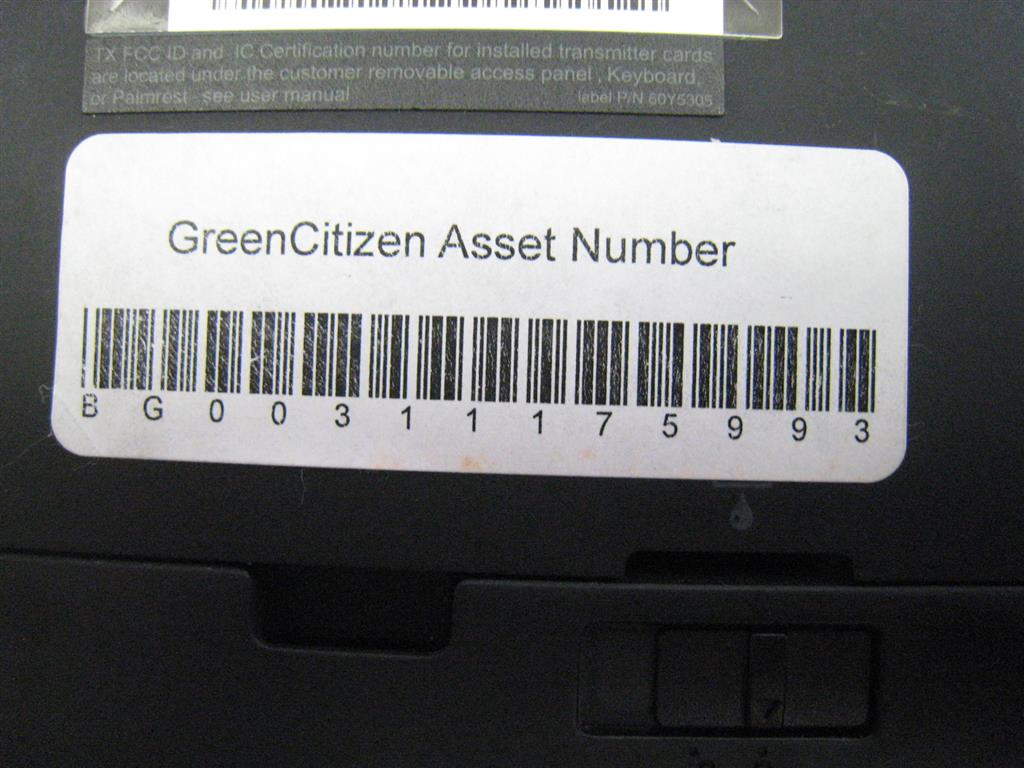 TX FCC ID and IC Certification number for installed transmitter cards
are located under the customer removable access panel , Keyboard,
or Palmrest - see user manual label P/N 60Y5305
GreenCitizen Asset Number
B G 0 0 3 1 1 1 7 5 9 9 3